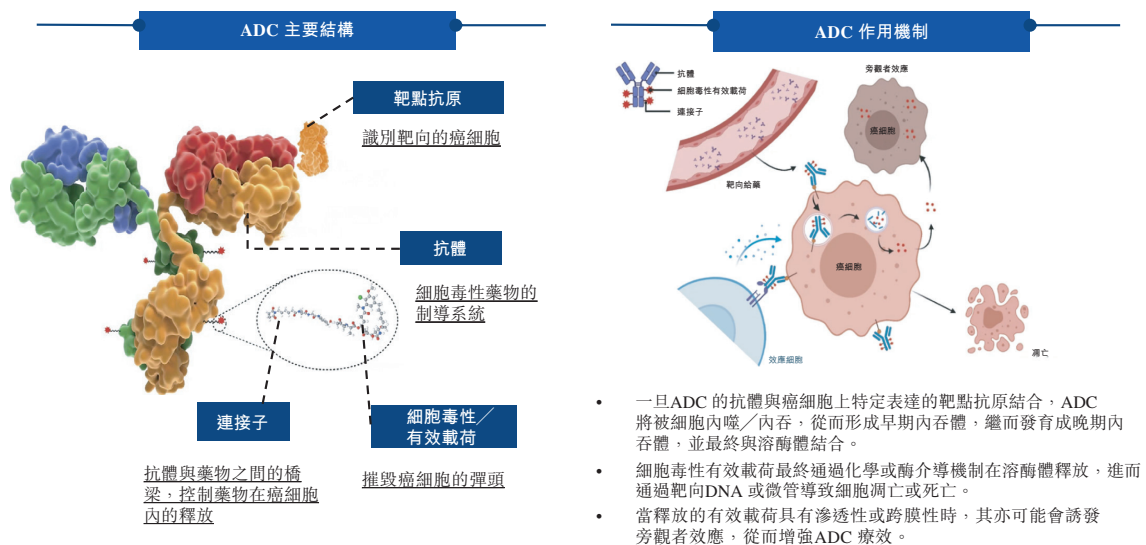 ADC 主要結構
靶點抗原
識別靶向的癌細胞
抗體
細胞毒性藥物的
制導系統
連接子
抗體與藥物之間的橋
梁，控制藥物在癌細胞
內的釋放
細胞毒性／
有效載荷
摧毀癌細胞的彈頭
ADC 作用機制
抗體
細胞毒性有效載荷
連接子
靶向給藥
旁觀者效應
癌細胞
癌細胞
效應細胞
凋亡
• 一旦ADC 的抗體與癌細胞上特定表達的靶點抗原結合，ADC
將被細胞內噬／內吞，從而形成早期內吞體，繼而發育成晚期內
吞體，並最終與溶酶體結合。
• 細胞毒性有效載荷最終通過化學或酶介導機制在溶酶體釋放，進而
通過靶向DNA 或微管導致細胞凋亡或死亡。
• 當釋放的有效載荷具有滲透性或跨膜性時，其亦可能會誘發
旁觀者效應，從而增強ADC 療效。